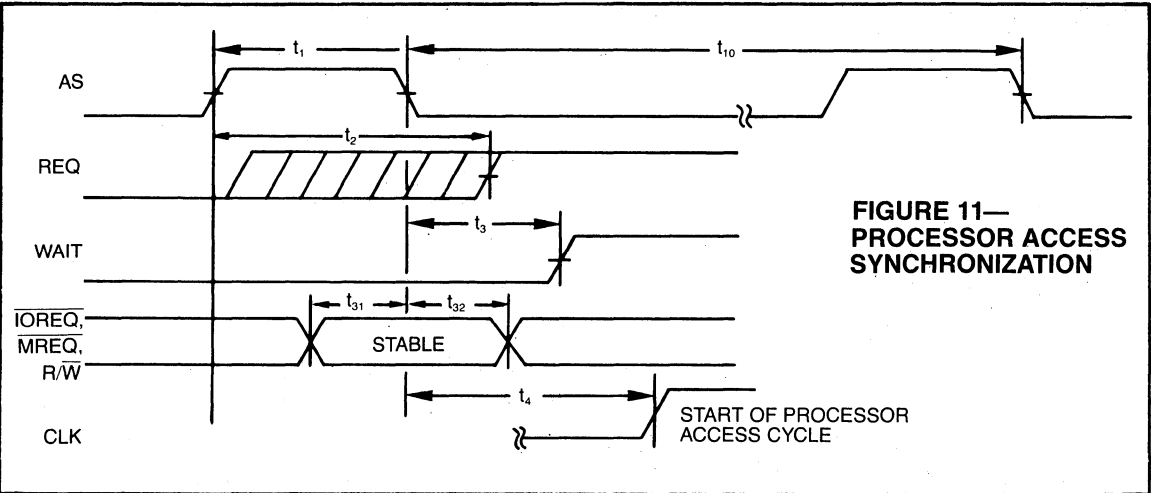 t1
t10
AS
t2
REQ
t3
WAIT
FIGURE 11—
PROCESSOR ACCESS
SYNCHRONIZATION
t31
t32
IOREQ,
MREQ,
R/W
STABLE
t4
CLK
START OF PROCESSOR
ACCESS CYCLE